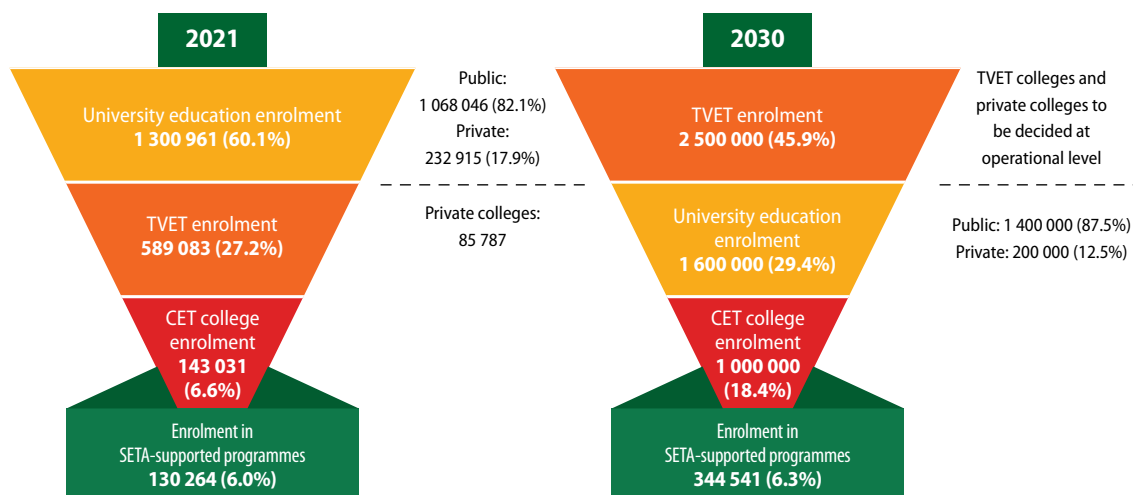 2021
University education enrolment
1 300 961 (60.1%)
Public:
1 068 046 (82.1%)
Private:
232 915 (17.9%)
TVET enrolment
589 083 (27.2%)
Private colleges:
85 787
CET college
enrolment
143 031
(6.6%)
Enrolment in
SETA-supported programmes
130 264 (6.0%)
2030
TVET enrolment
2 500 000 (45.9%)
TVET colleges and
private colleges to
be decided at
operational level
University education
enrolment
1 600 000 (29.4%)
Public: 1 400 000 (87.5%)
Private: 200 000 (12.5%)
CET college
enrolment
1 000 000
(18.4%)
Enrolment in
SETA-supported programmes
344 541 (6.3%)